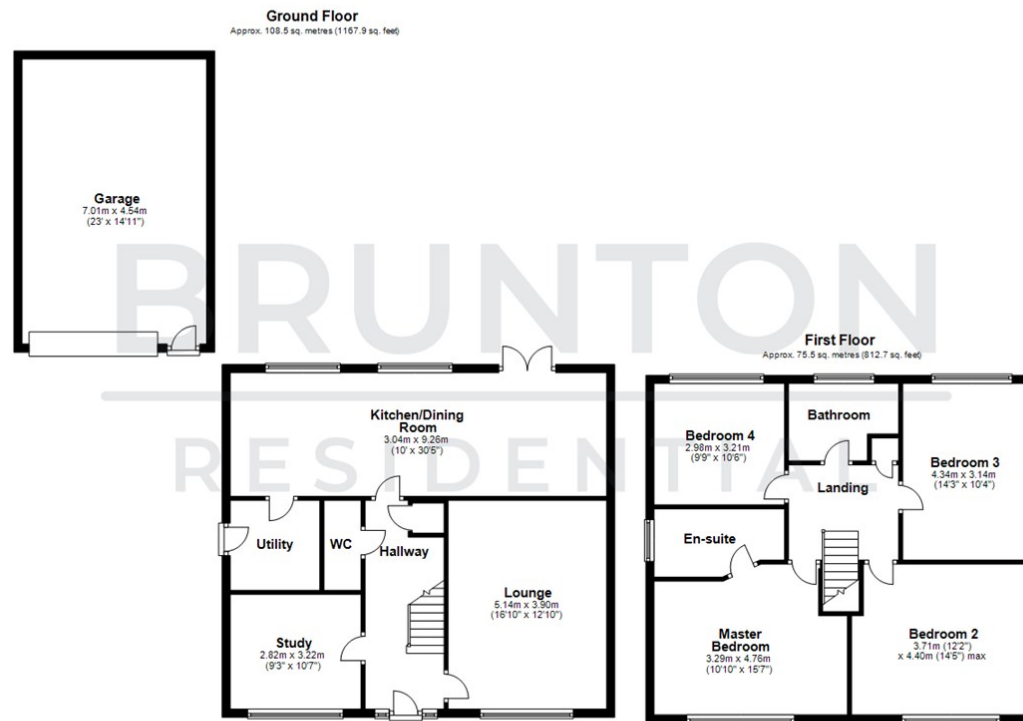 Ground Floor
Approx. 108.5 sq. metres (1167.9 sq. feet)
Garage
7.01m x 4.54m
(23' x 14'11")
BRUNTON
RESIDENTIAL
Kitchen/Dining
Room
3.04m x 9.26m
(10' x 30'5")
Utility
WC
Hallway
Lounge
5.14m x 3.90m
(16'10" x 12'10")
Study
2.82m x 3.22m
(9'3" x 10'7")
First Floor
Approx. 75.5 sq. metres (812.7 sq. feet)
Bedroom 4
2.98m x 3.21m
(9'9" x 10'6")
Bathroom
Bedroom 3
4.34m x 3.14m
(14'3" x 10'4")
Landing
En-suite
Master
Bedroom
3.29m x 4.76m
(10'10" x 15'7")
Bedroom 2
3.71m (12'2")
x 4.40m (14'5") max